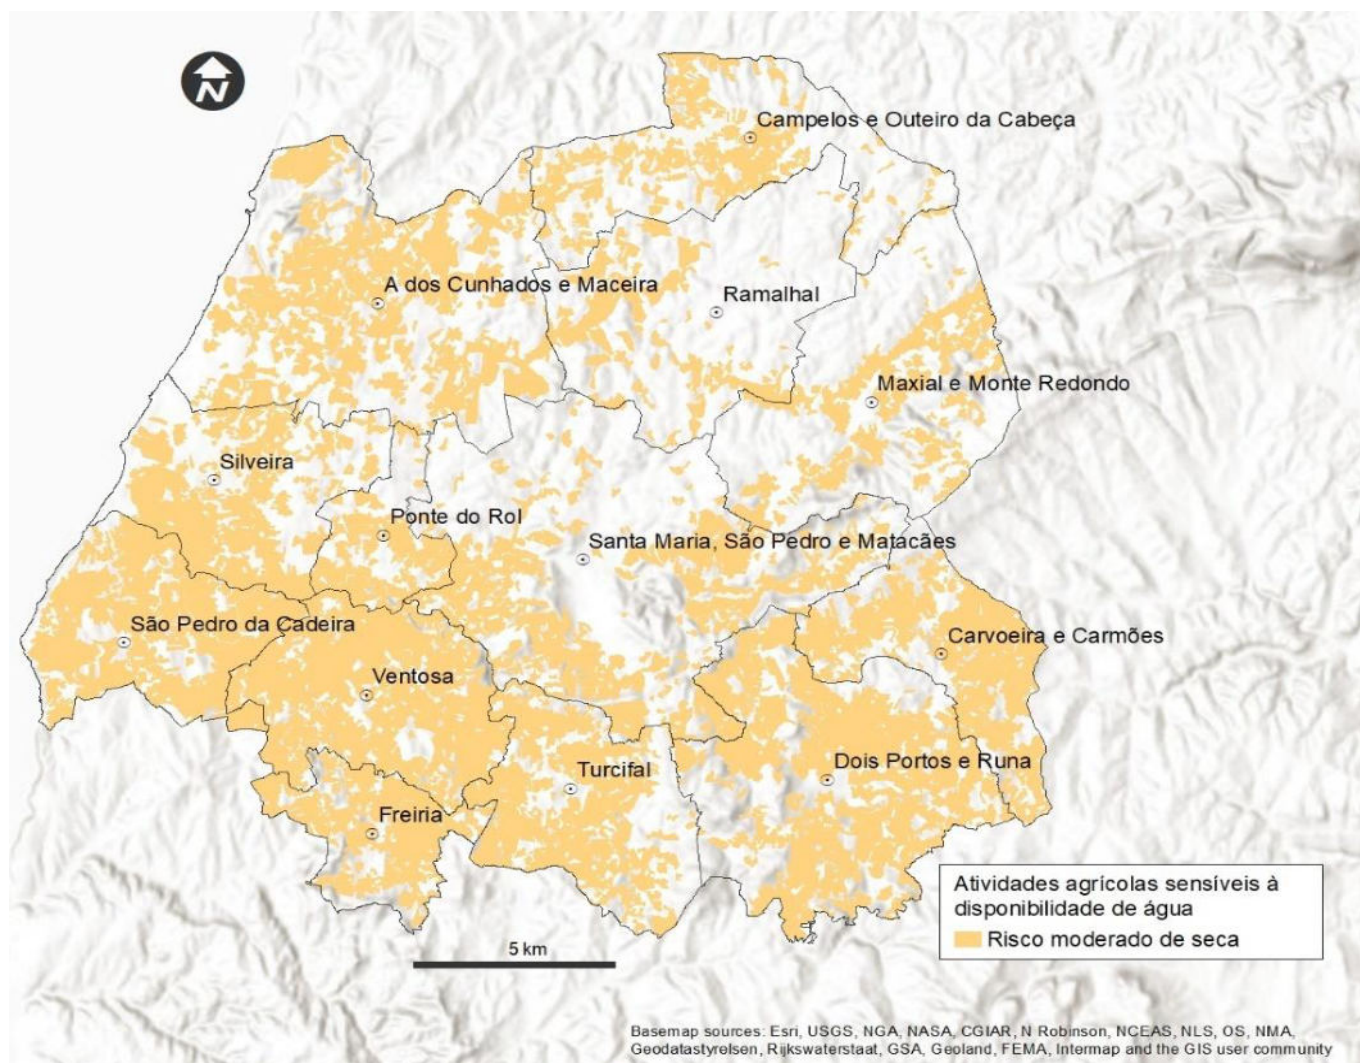 N
Campelos e Outeiro da Cabeça
A dos Cunhados e Maceira
Ramalhal
Maxial e Monte Redondo
Silveira
Ponte do Rol
Santa Maria, São Pedro e Matacães
São Pedro da Cadeira
Carvoeira e Carmões
Ventosa
Turcifal
Dois Portos e Runa
Freiria
Atividades agrícolas sensíveis à
disponibilidade de água
Risco moderado de seca
5 km
Basemap sources: Esri, USGS, NGA, NASA, CGIAR, N Robinson, NCEAS, NLS, OS, NMA,
Geodatastyrelsen, Rijkswaterstaat, GSA, Geoland, FEMA, Intermap and the GIS user community